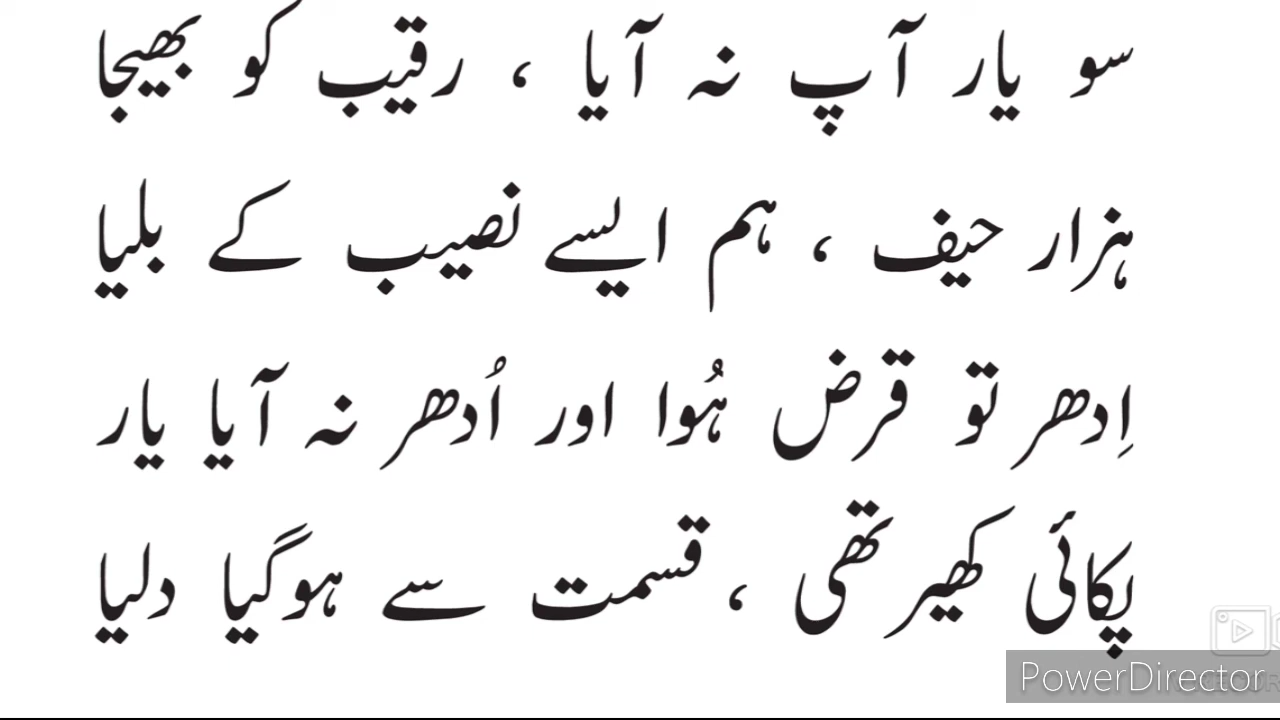 سو یار آپ نہ آیا ، رقیب کو بھیجا
ہزار حیف ، ہم ایسے نصیب کے بلیا
اِدھر تو قرض ہُوا اور اُدھر نہ آیا یار
پکائی کھیر تھی ، قسمت سے ہوگیا دلیا
PowerDirector